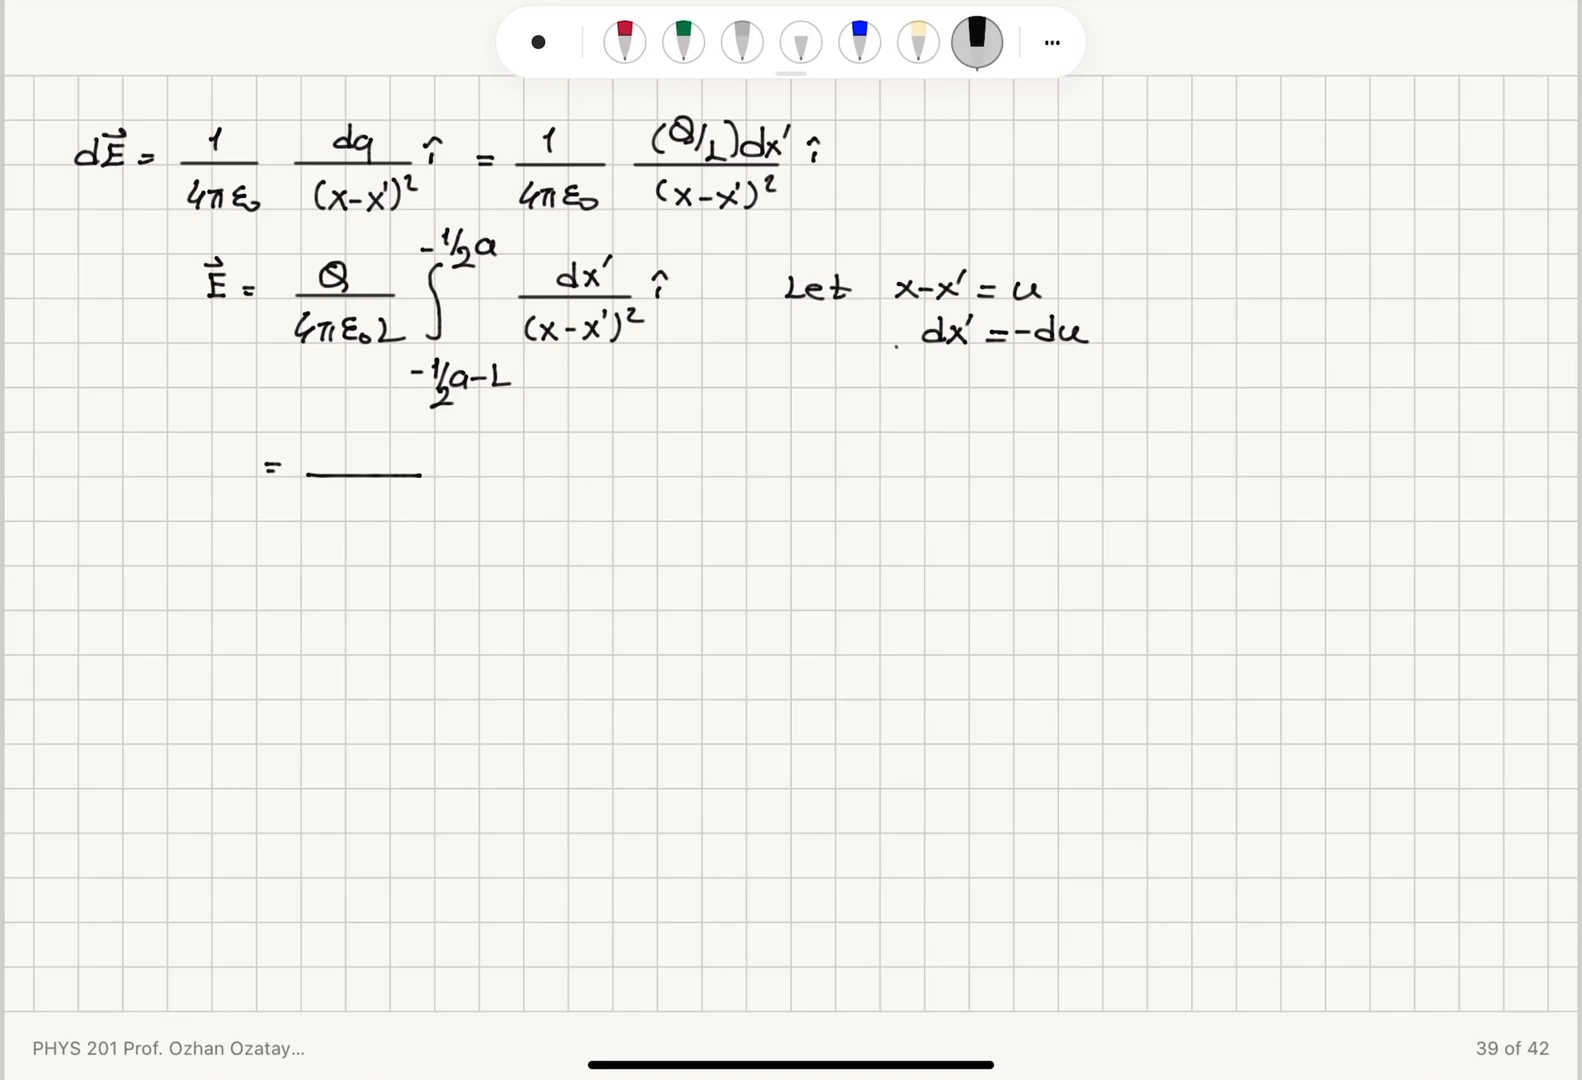 dE⃗ = 1/4πε₀ dq/(x-x')² î = 1/4πε₀ (Q/L)dx'/(x-x')² î
E⃗ = Q/4πε₀L ∫_{-1/2a-L}^{-1/2a} dx'/(x-x')² î Let x-x' = u
dx' = -du
=
PHYS 201 Prof. Ozhan Ozatay...
39 of 42